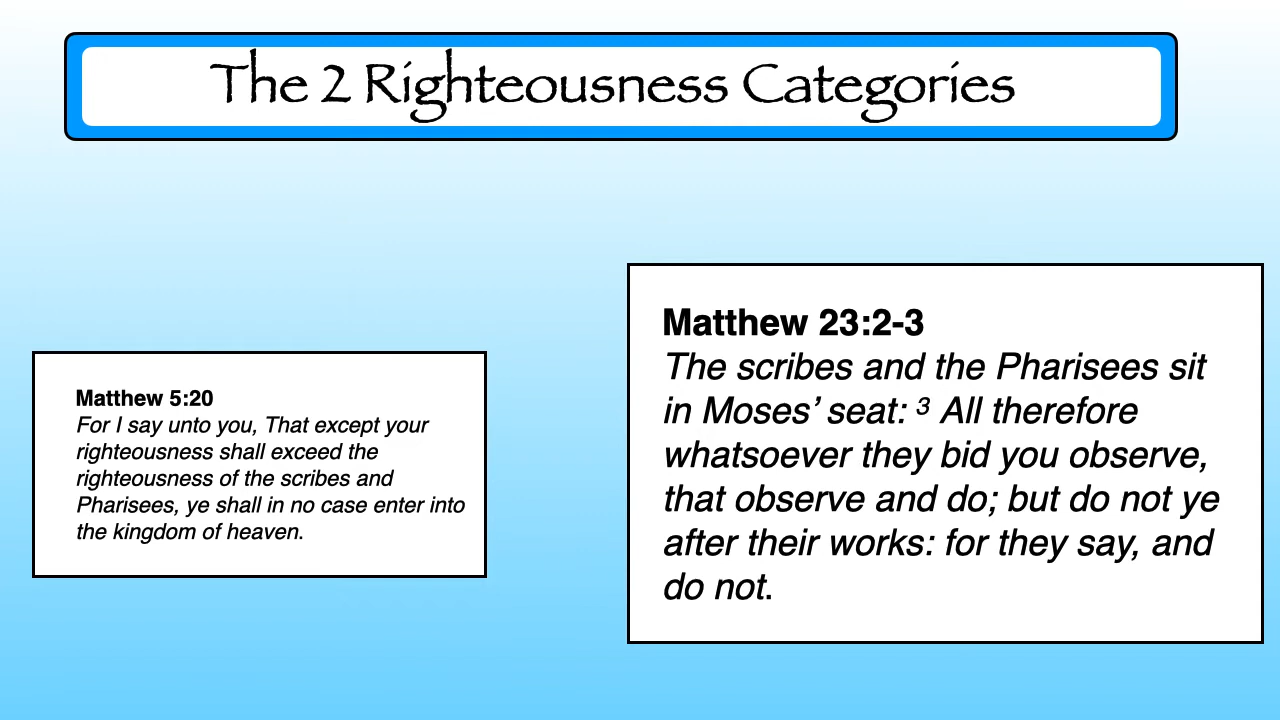 The 2 Righteousness Categories
Matthew 5:20
For I say unto you, That except your
righteousness shall exceed the
righteousness of the scribes and
Pharisees, ye shall in no case enter into
the kingdom of heaven.
Matthew 23:2-3
The scribes and the Pharisees sit
in Moses’ seat: 3 All therefore
whatsoever they bid you observe,
that observe and do; but do not ye
after their works: for they say, and
do not.